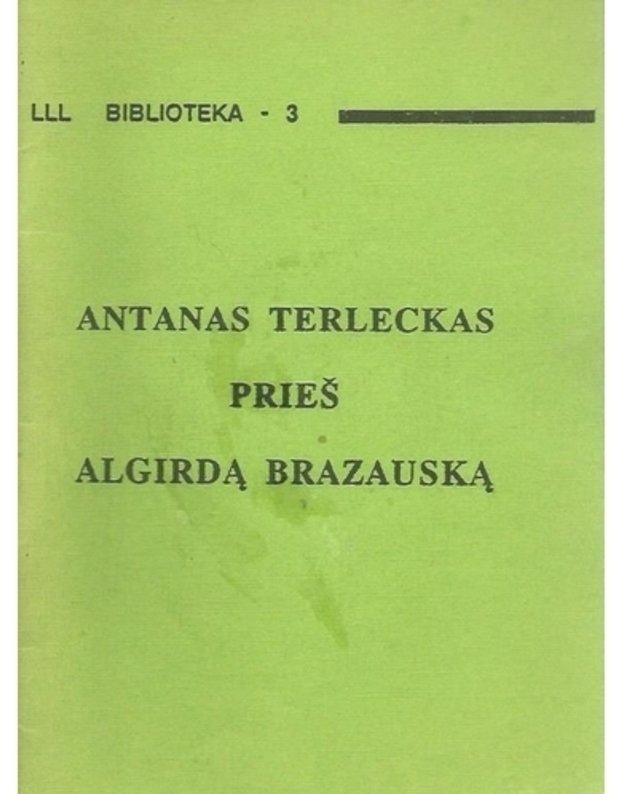 LLL BIBLIOTEKA - 3
ANTANAS TERLECKAS
PRIEŠ
ALGIRDĄ BRAZAUSKĄ